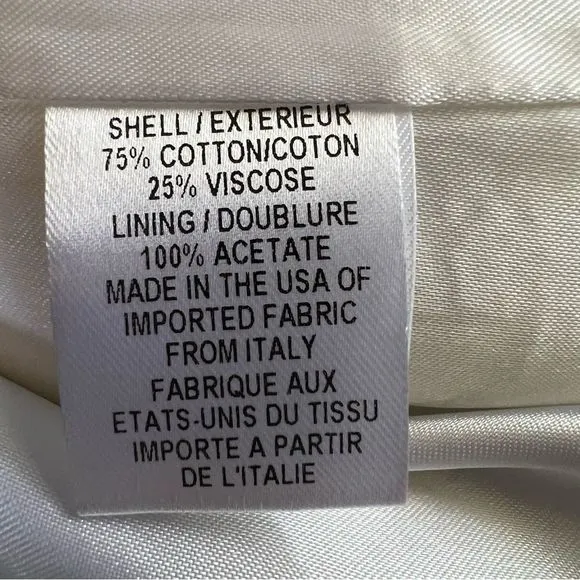 SHELL / EXTERIEUR
75% COTTON/COTON
25% VISCOSE
LINING / DOUBLURE
100% ACETATE
MADE IN THE USA OF
IMPORTED FABRIC
FROM ITALY
FABRIQUE AUX
ETATS-UNIS DU TISSU
IMPORTE A PARTIR
DE L'ITALIE